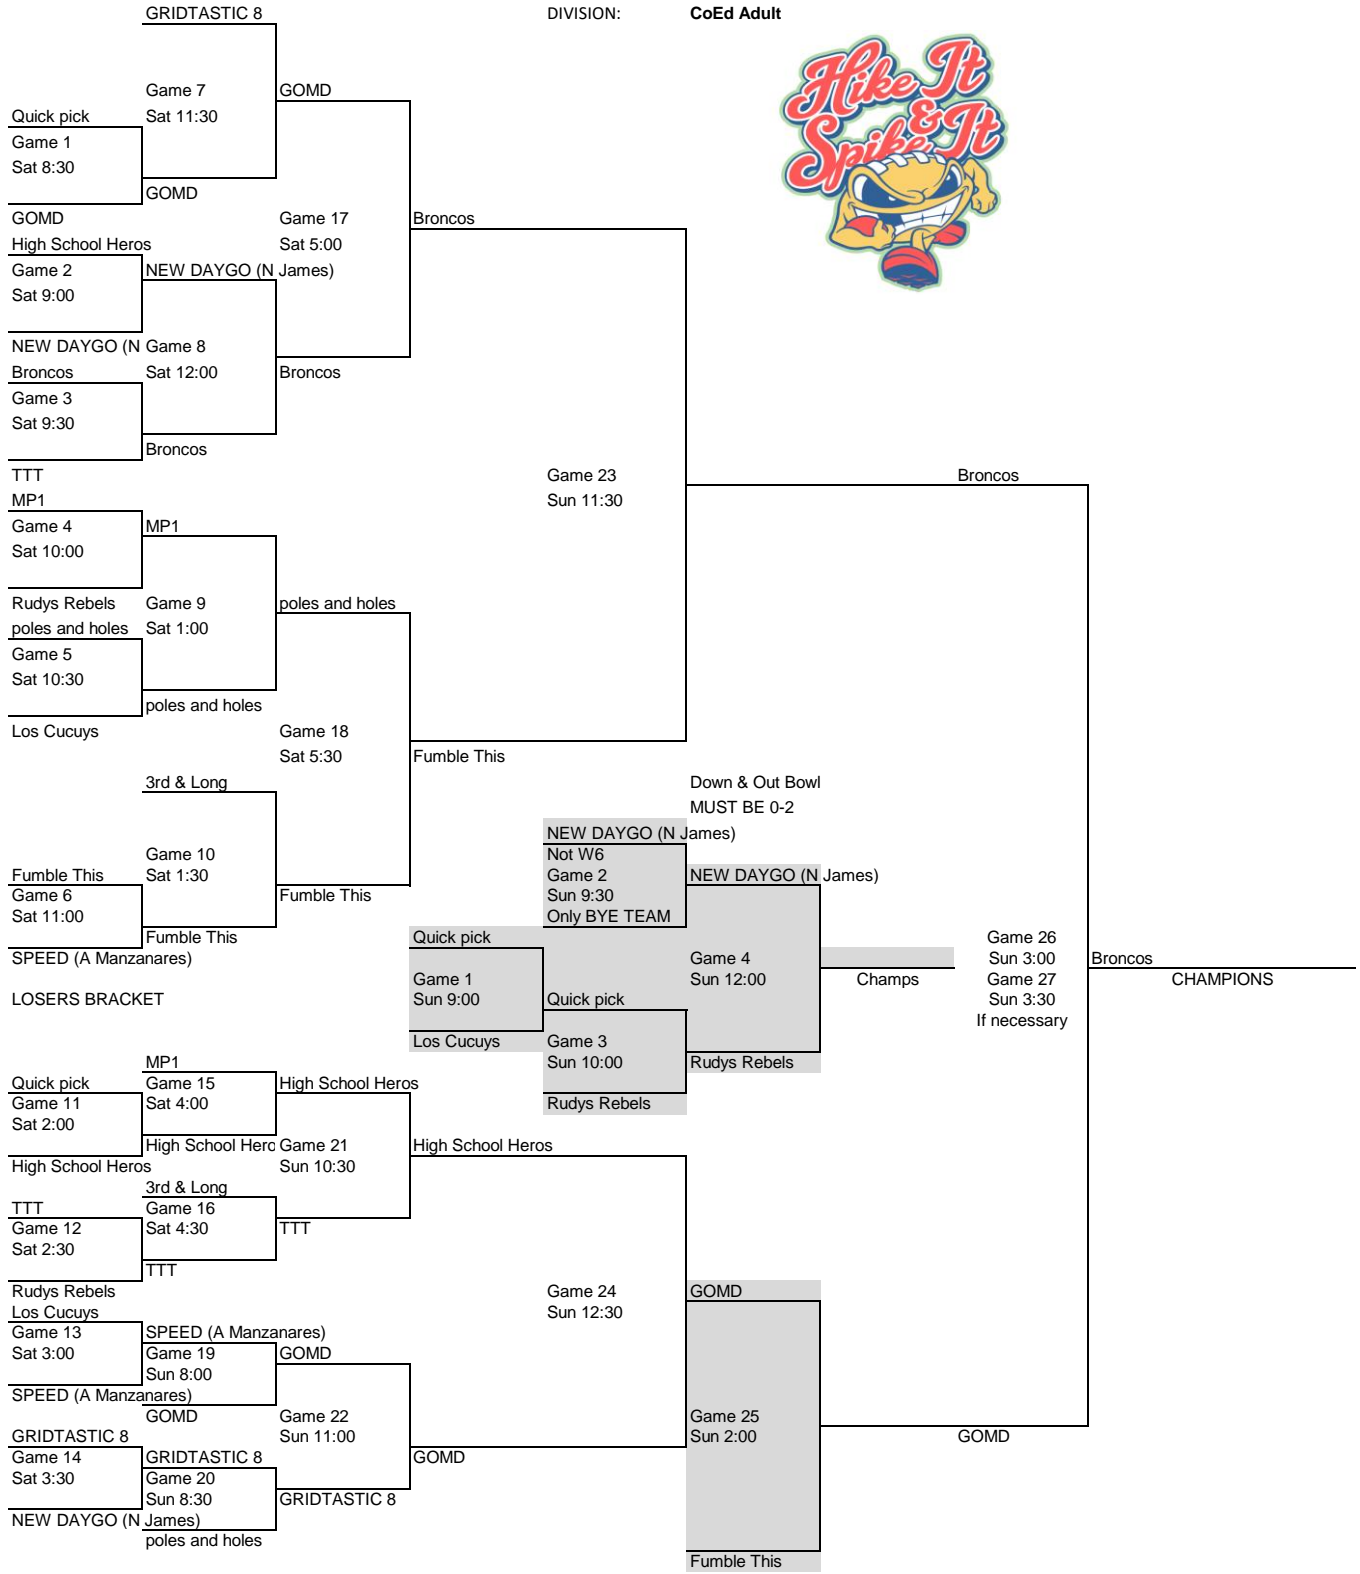 GRIDTASTIC 8
DIVISION:
CoEd Adult
Hike It
&
Spike It
Game 7
GOMD
Quick pick
Sat 11:30
Game 1
Sat 8:30
GOMD
GOMD
Game 17
Broncos
High School Heros
Sat 5:00
Game 2
NEW DAYGO (N James)
Sat 9:00
NEW DAYGO (N
Game 8
Broncos
Sat 12:00
Broncos
Game 3
Sat 9:30
Broncos
TTT
Game 23
Broncos
MP1
Sun 11:30
Game 4
MP1
Sat 10:00
Rudys Rebels
Game 9
poles and holes
poles and holes
Sat 1:00
Game 5
Sat 10:30
poles and holes
Los Cucuys
Game 18
Sat 5:30
Fumble This
3rd & Long
Down & Out Bowl
MUST BE 0-2
NEW DAYGO (N James)
Game 10
Not W6
Fumble This
Sat 1:30
Game 2
NEW DAYGO (N James)
Game 6
Fumble This
Sun 9:30
Sat 11:00
Only BYE TEAM
Fumble This
Quick pick
Game 26
SPEED (A Manzanares)
Game 4
Sun 3:00
Broncos
Game 1
Sun 12:00
Champs
Game 27
CHAMPIONS
LOSERS BRACKET
Sun 9:00
Quick pick
Sun 3:30
If necessary
Los Cucuys
Game 3
MP1
Sun 10:00
Rudys Rebels
Quick pick
Game 15
High School Heros
Game 11
Sat 4:00
Rudys Rebels
Sat 2:00
High School Hero
Game 21
High School Heros
High School Heros
Sun 10:30
3rd & Long
TTT
Game 16
Game 12
Sat 4:30
TTT
Sat 2:30
TTT
Rudys Rebels
Game 24
GOMD
Los Cucuys
Sun 12:30
Game 13
SPEED (A Manzanares)
Sat 3:00
Game 19
GOMD
Sun 8:00
SPEED (A Manzanares)
GOMD
Game 22
Game 25
GRIDTASTIC 8
Sun 11:00
Sun 2:00
GOMD
Game 14
GRIDTASTIC 8
GOMD
Sat 3:30
Game 20
Sun 8:30
GRIDTASTIC 8
NEW DAYGO (N James)
poles and holes
Fumble This